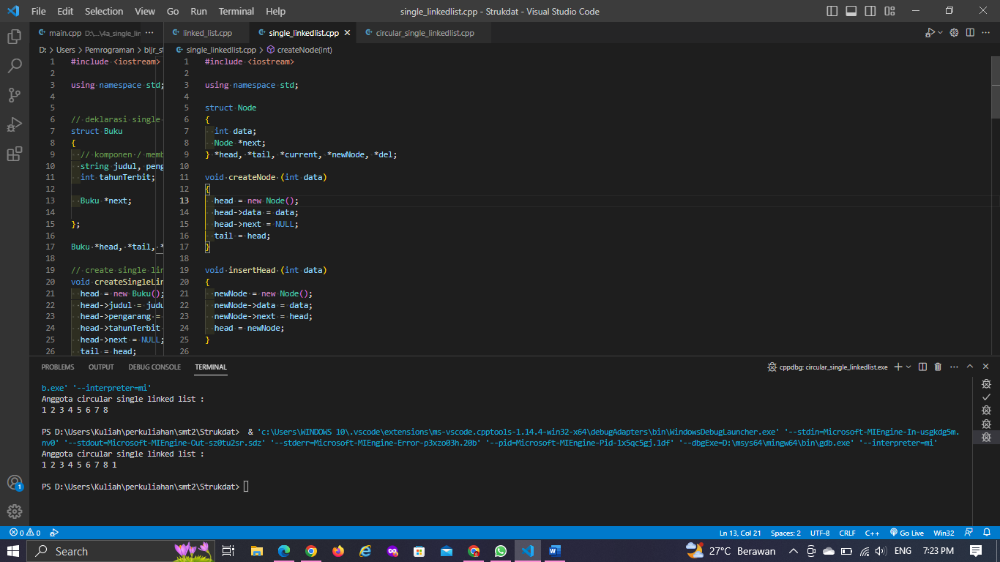 File Edit Selection View Go Run Terminal Help single_linkedlist.cpp - Strukdat - Visual Studio Code
main.cpp D:\...\4a_single_lir ... linked_list.cpp single_linkedlist.cpp circular_single_linkedlist.cpp
D: > Users > Pemrograman > bljr_st
single_linkedlist.cpp > createNode(int)
1 #include <iostream>
2
3 using namespace std;
4
5
6 // deklarasi single
7 struct Buku
8 {
9 // komponen / memb
10 string judul, peng
11 int tahunTerbit;
12
13 Buku *next;
14
15 };
16
17 Buku *head, *tail, *
18
19 // create single lin
20 void createSingleLin
21 head = new Buku();
22 head->judul = judu
23 head->pengarang =
24 head->tahunTerbit
25 head->next = NULL;
26 tail = head;
1 #include <iostream>
2
3 using namespace std;
4
5 struct Node
6 {
7 int data;
8 Node *next;
9 } *head, *tail, *current, *newNode, *del;
10
11 void createNode (int data)
12 {
13 head = new Node();
14 head->data = data;
15 head->next = NULL;
16 tail = head;
17 }
18
19 void insertHead (int data)
20 {
21 newNode = new Node();
22 newNode->data = data;
23 newNode->next = head;
24 head = newNode;
25 }
26
PROBLEMS OUTPUT DEBUG CONSOLE TERMINAL cppdbg: circular_single_linkedlist.exe
b.exe' '--interpreter=mi'
Anggota circular single linked list :
1 2 3 4 5 6 7 8
PS D:\Users\Kuliah\perkuliahan\smt2\Strukdat> & 'c:\Users\WINDOWS 10\.vscode\extensions\ms-vscode.cpptools-1.14.4-win32-x64\debugAdapters\bin\WindowsDebugLauncher.exe' '--stdin=Microsoft-MIEngine-In-usgkdg5m.
nv0' '--stdout=Microsoft-MIEngine-Out-sz0tu2sr.sdz' '--stderr=Microsoft-MIEngine-Error-p3xzo03h.20b' '--pid=Microsoft-MIEngine-Pid-1x5qc5gj.1df' '--dbgExe=D:\msys64\mingw64\bin\gdb.exe' '--interpreter=mi'
Anggota circular single linked list :
1 2 3 4 5 6 7 8 1
PS D:\Users\Kuliah\perkuliahan\smt2\Strukdat>
1
0 0 Ln 13, Col 21 Spaces: 2 UTF-8 CRLF C++ Go Live Win32
Search 27°C Berawan ENG 7:23 PM